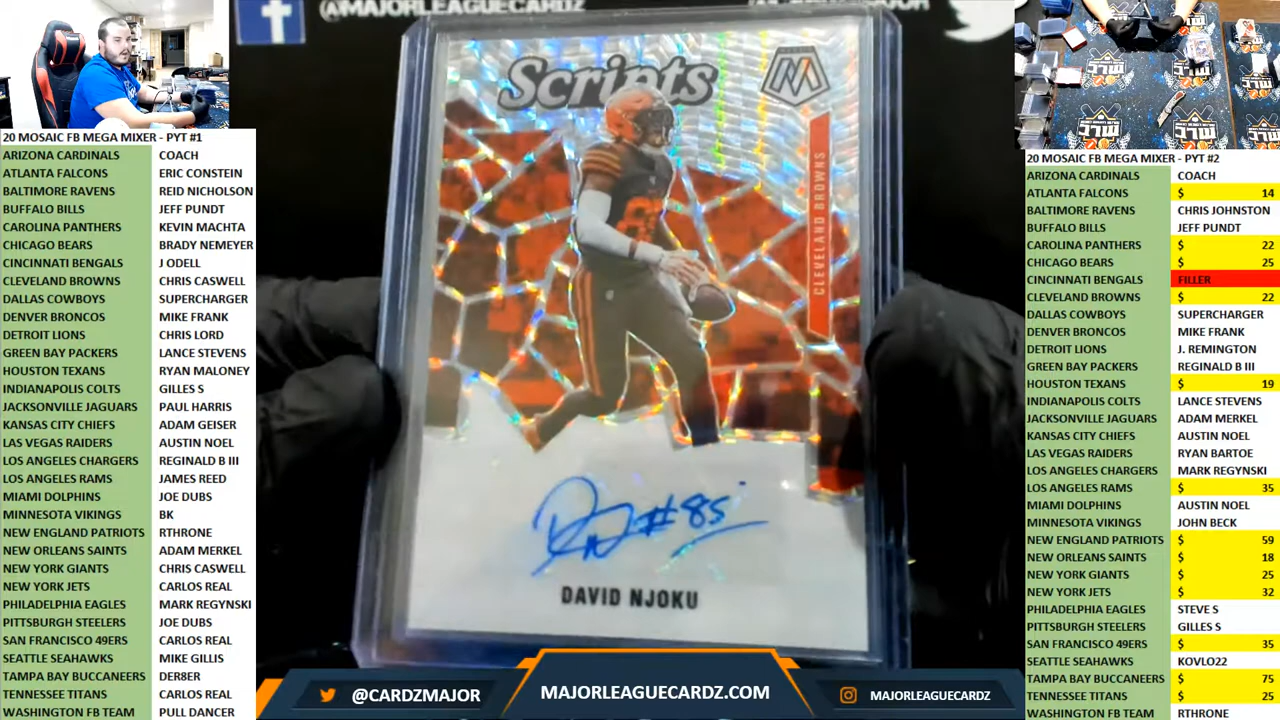 @MAJORLEAGUECARDZ
Scripts
CLEVELAND BROWNS
#85
DAVID NJOKU
20 MOSAIC FB MEGA MIXER - PYT #1
ARIZONA CARDINALS COACH
ATLANTA FALCONS ERIC CONSTEIN
BALTIMORE RAVENS REID NICHOLSON
BUFFALO BILLS JEFF PUNDT
CAROLINA PANTHERS KEVIN MACHTA
CHICAGO BEARS BRADY NEMEYER
CINCINNATI BENGALS J ODELL
CLEVELAND BROWNS CHRIS CASWELL
DALLAS COWBOYS SUPERCHARGER
DENVER BRONCOS MIKE FRANK
DETROIT LIONS CHRIS LORD
GREEN BAY PACKERS LANCE STEVENS
HOUSTON TEXANS RYAN MALONEY
INDIANAPOLIS COLTS GILLES S
JACKSONVILLE JAGUARS PAUL HARRIS
KANSAS CITY CHIEFS ADAM GEISER
LAS VEGAS RAIDERS AUSTIN NOEL
LOS ANGELES CHARGERS REGINALD B III
LOS ANGELES RAMS JAMES REED
MIAMI DOLPHINS JOE DUBS
MINNESOTA VIKINGS BK
NEW ENGLAND PATRIOTS RTHRONE
NEW ORLEANS SAINTS ADAM MERKEL
NEW YORK GIANTS CHRIS CASWELL
NEW YORK JETS CARLOS REAL
PHILADELPHIA EAGLES MARK REGYNSKI
PITTSBURGH STEELERS JOE DUBS
SAN FRANCISCO 49ERS CARLOS REAL
SEATTLE SEAHAWKS MIKE GILLIS
TAMPA BAY BUCCANEERS DER8ER
TENNESSEE TITANS CARLOS REAL
WASHINGTON FB TEAM PULL DANCER
20 MOSAIC FB MEGA MIXER - PYT #2
ARIZONA CARDINALS COACH
ATLANTA FALCONS $ 14
BALTIMORE RAVENS CHRIS JOHNSTON
BUFFALO BILLS JEFF PUNDT
CAROLINA PANTHERS $ 22
CHICAGO BEARS $ 25
CINCINNATI BENGALS FILLER
CLEVELAND BROWNS $ 22
DALLAS COWBOYS SUPERCHARGER
DENVER BRONCOS MIKE FRANK
DETROIT LIONS J. REMINGTON
GREEN BAY PACKERS REGINALD B III
HOUSTON TEXANS $ 19
INDIANAPOLIS COLTS LANCE STEVENS
JACKSONVILLE JAGUARS ADAM MERKEL
KANSAS CITY CHIEFS AUSTIN NOEL
LAS VEGAS RAIDERS RYAN BARTOE
LOS ANGELES CHARGERS MARK REGYNSKI
LOS ANGELES RAMS $ 35
MIAMI DOLPHINS AUSTIN NOEL
MINNESOTA VIKINGS JOHN BECK
NEW ENGLAND PATRIOTS $ 59
NEW ORLEANS SAINTS $ 18
NEW YORK GIANTS $ 25
NEW YORK JETS $ 32
PHILADELPHIA EAGLES STEVE S
PITTSBURGH STEELERS GILLES S
SAN FRANCISCO 49ERS $ 35
SEATTLE SEAHAWKS KOVLO22
TAMPA BAY BUCCANEERS $ 75
TENNESSEE TITANS $ 25
WASHINGTON FB TEAM RTHRONE
@CARDZMAJOR
MAJORLEAGUECARDZ.COM
MAJORLEAGUECARDZ